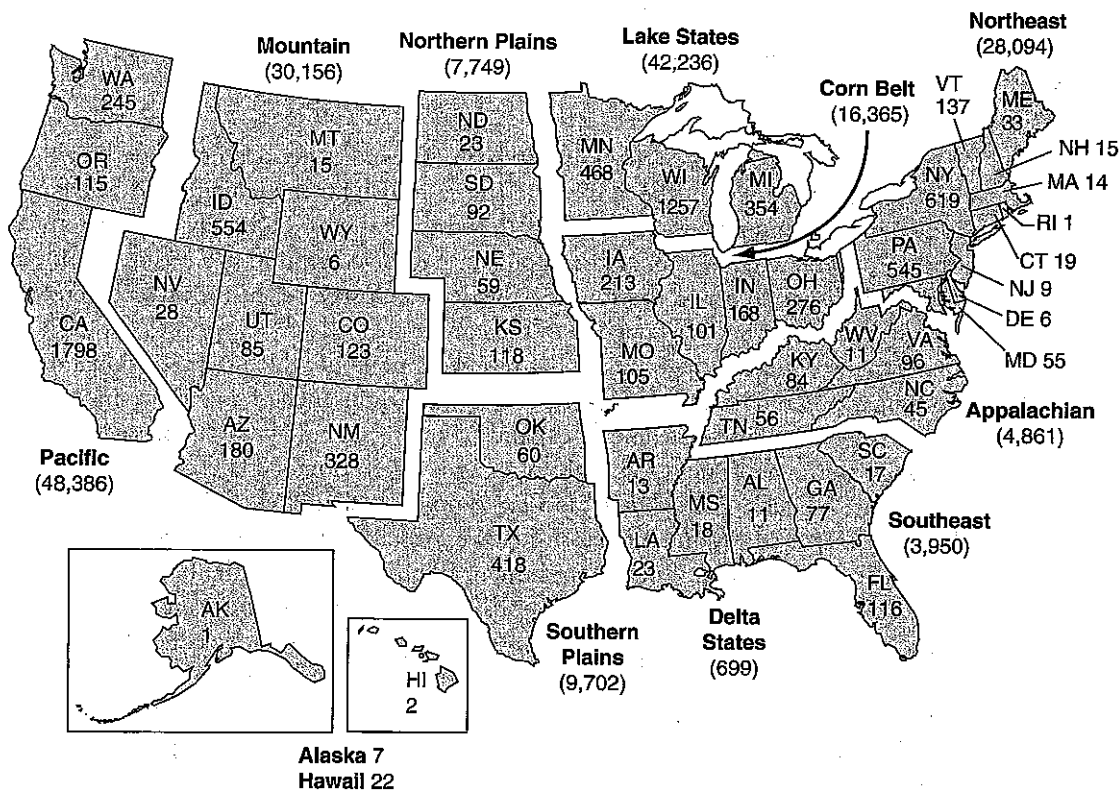 Northeast
(28,094)
Mountain
(30,156)
Northern Plains
(7,749)
Lake States
(42,236)
Corn Belt
(16,365)
WA
245
OR
115
CA
1798
Pacific
(48,386)
MT
15
ID
554
WY
6
NV
28
UT
85
CO
123
AZ
180
NM
328
ND
23
SD
92
NE
59
KS
118
MN
468
WI
1257
MI
354
IA
213
MO
105
IL
101
IN
168
OH
276
VT
137
ME
33
NH 15
MA 14
NY
619
RI 1
CT 19
PA
545
NJ 9
DE 6
MD 55
WV
11
VA
96
KY
84
NC
45
TN 56
Appalachian
(4,861)
OK
60
TX
418
Southern
Plains
(9,702)
AR
13
LA
23
MS
18
Delta
States
(699)
AL
11
GA
77
SC
17
FL
116
Southeast
(3,950)
AK
1
HI
2
Alaska 7
Hawaii 22